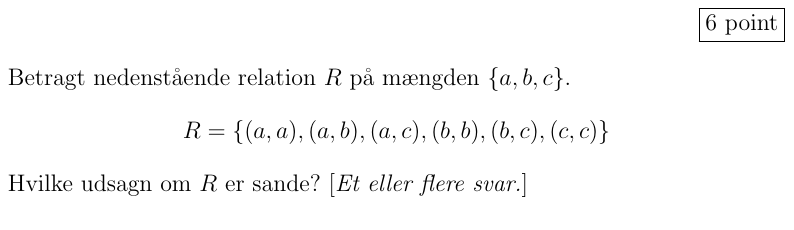 6 point
Betragt nedenstående relation R på mængden {a, b, c}.
R = {(a, a), (a, b), (a, c), (b, b), (b, c), (c, c)}
Hvilke udsagn om R er sande? [Et eller flere svar.]